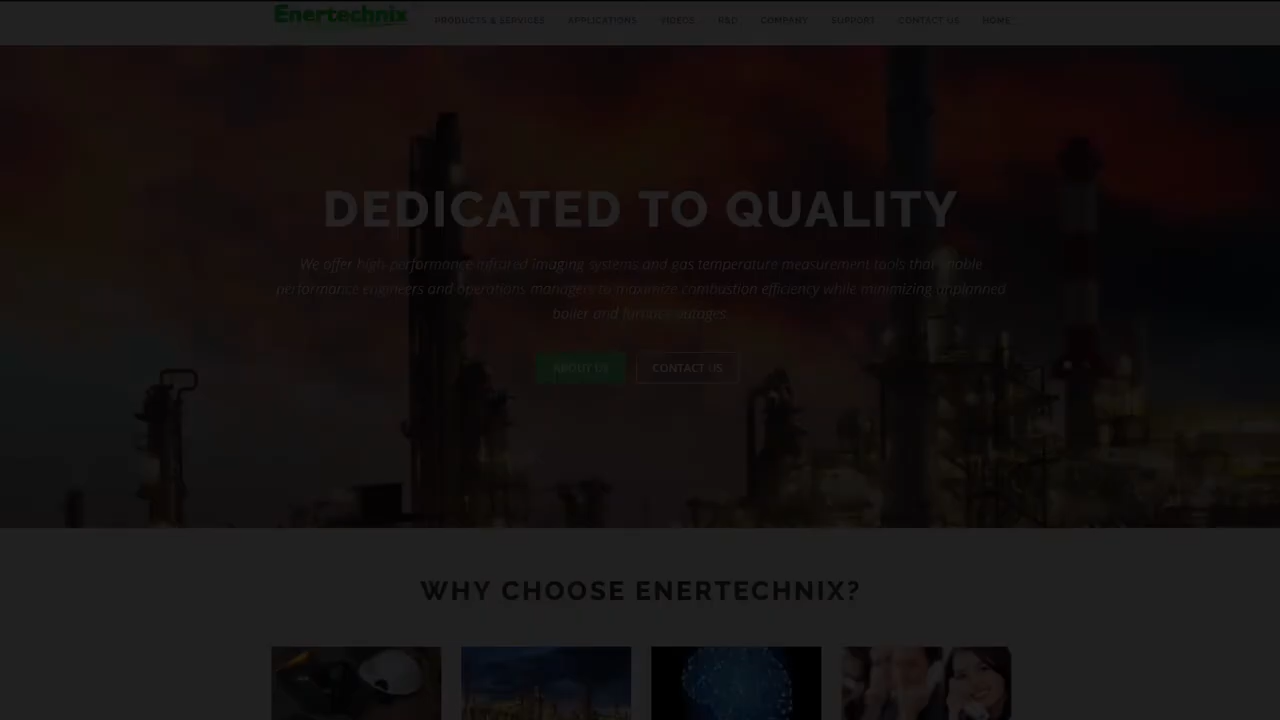 Enertechnix
PRODUCTS & SERVICES APPLICATIONS VIDEOS R&D COMPANY SUPPORT CONTACT US HOME
DEDICATED TO QUALITY
We offer high-performance infrared imaging systems and gas temperature measurement tools that enable
performance engineers and operations managers to maximize combustion efficiency while minimizing unplanned
boiler and furnace outages.
ABOUT US CONTACT US
WHY CHOOSE ENERTECHNIX?